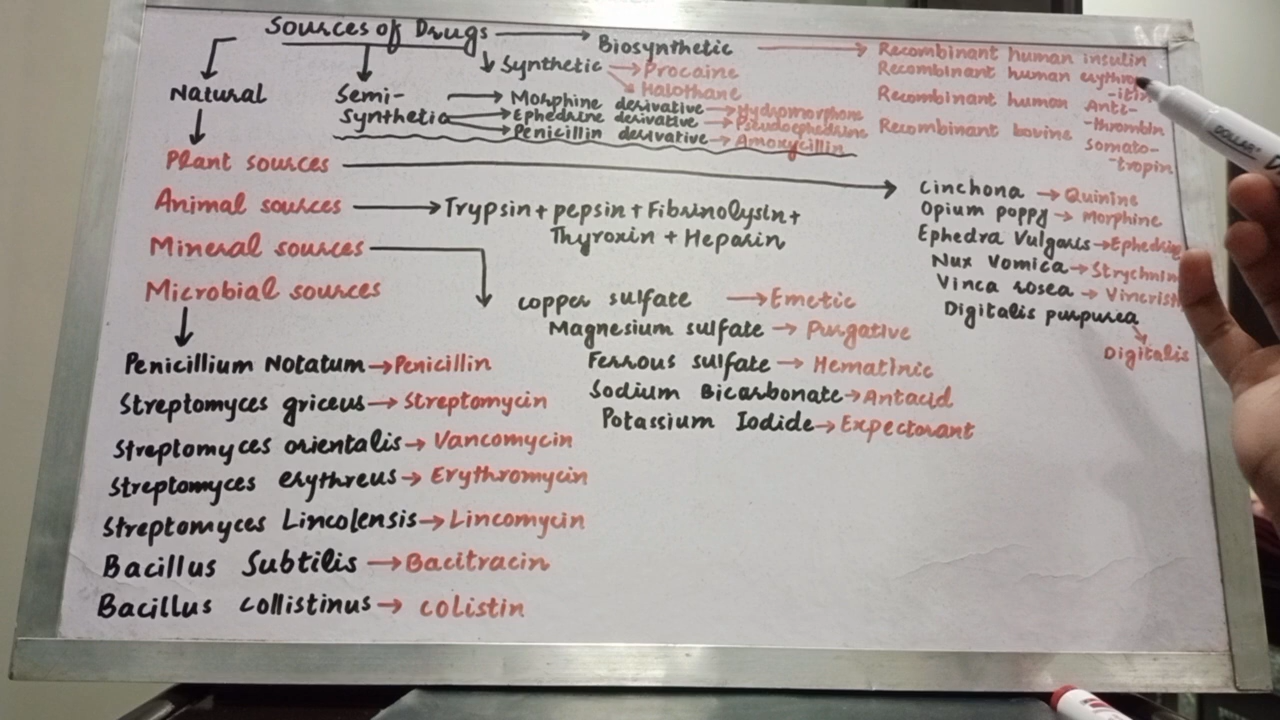 Sources of Drugs → Biosynthetic → Recombinant human insulin
Recombinant human erythro
-itin
Recombinant human Anti-
-thrombin
Recombinant bovine somato-
-tropin
↓ Synthetic → Procaine
→ Halothane
Natural
Semi-
Synthetic
→ Morphine derivative → Hydromorphone
→ Ephedrine derivative → Pseudoephedrine
→ Penicillin derivative → Amoxycillin
Plant sources →
Cinchona → Quinine
Opium poppy → Morphine
Ephedra Vulgaris → Ephedrine
Nux Vomica → Strychnin
Vinca rosea → Vincrist
Digitalis purpurea
Digitalis
Animal sources → Trypsin + pepsin + Fibrinolysin +
Thyroxin + Heparin
Mineral sources
copper sulfate → Emetic
Magnesium sulfate → Purgative
Ferrous sulfate → Hematinic
Sodium Bicarbonate → Antacid
Potassium Iodide → Expectorant
Microbial sources
Penicillium Notatum → Penicillin
Streptomyces griceus → Streptomycin
Streptomyces orientalis → Vancomycin
Streptomyces erythreus → Erythromycin
Streptomyces Lincolensis → Lincomycin
Bacillus Subtilis → Bacitracin
Bacillus collistinus → colistin
DOLLAR